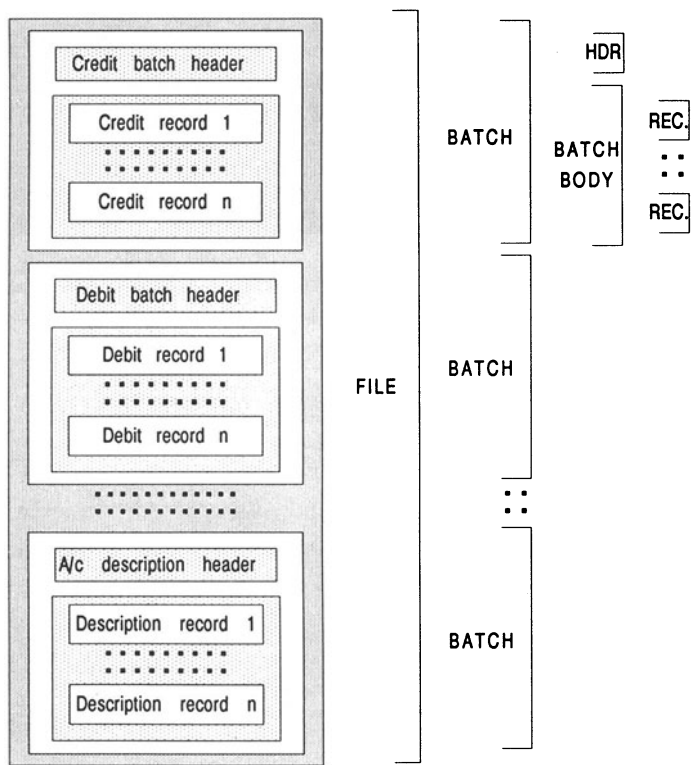 Credit batch header
Credit record 1
Credit record n
Debit batch header
Debit record 1
Debit record n
A/c description header
Description record 1
Description record n
FILE
BATCH
BATCH
BATCH
HDR
BATCH
BODY
REC.
REC.